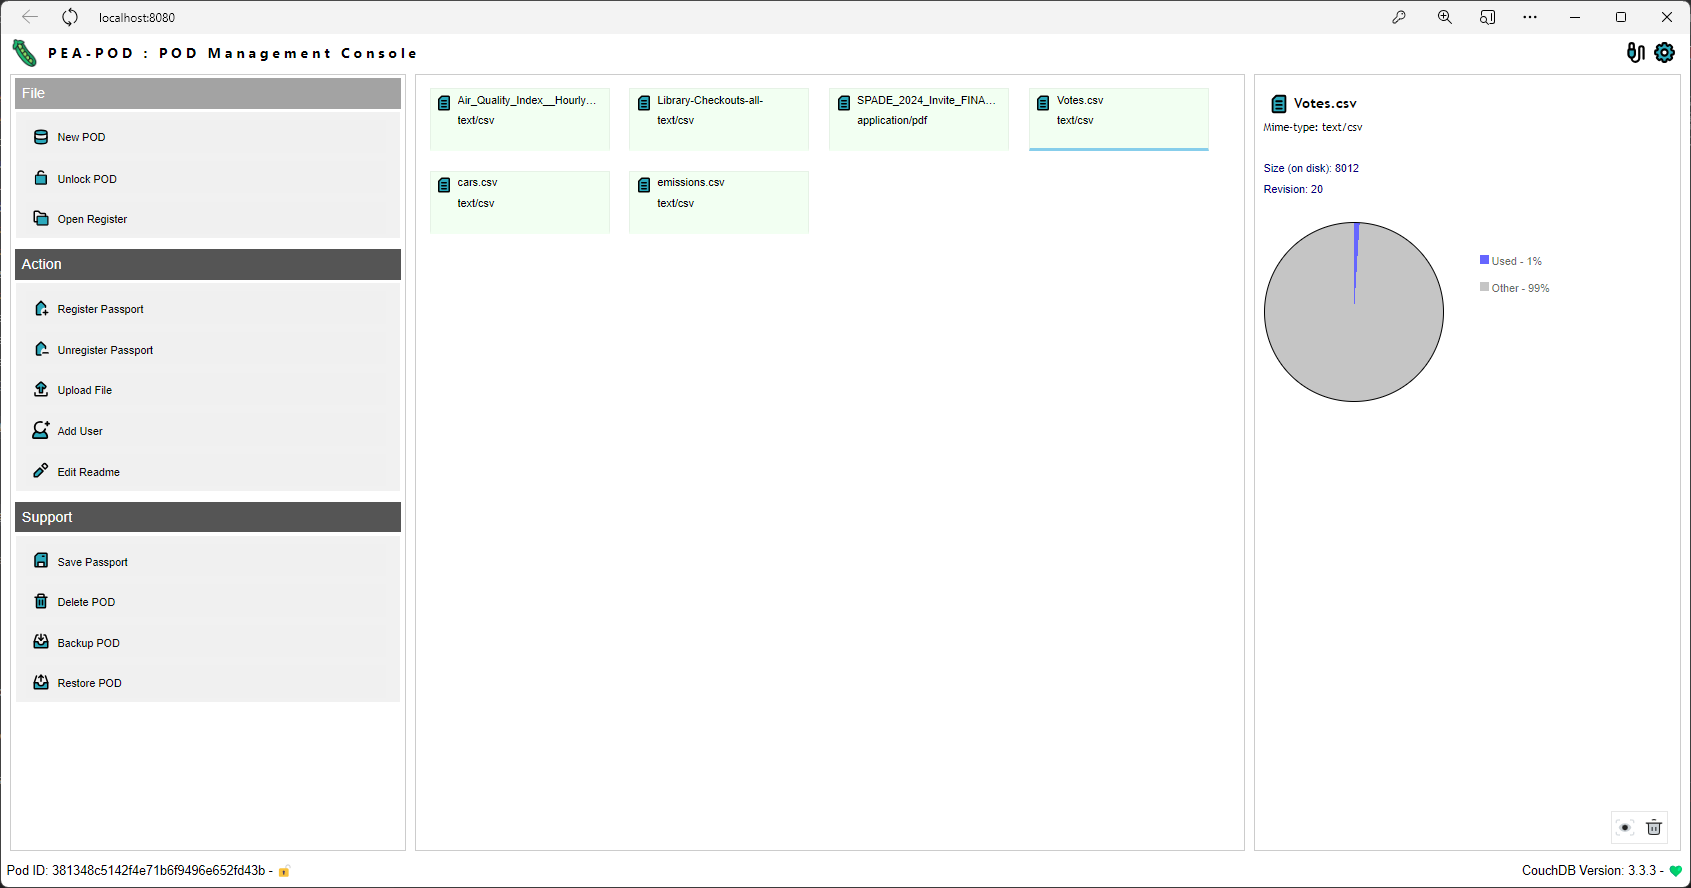 localhost:8080
PEA-POD : POD Management Console
File
New POD
Unlock POD
Open Register
Action
Register Passport
Unregister Passport
Upload File
Add User
Edit Readme
Support
Save Passport
Delete POD
Backup POD
Restore POD
Air_Quality_Index__Hourly...
text/csv
Library-Checkouts-all-
text/csv
SPADE_2024_Invite_FINA...
application/pdf
Votes.csv
text/csv
cars.csv
text/csv
emissions.csv
text/csv
Votes.csv
Mime-type: text/csv
Size (on disk): 8012
Revision: 20
Used - 1%
Other - 99%
Pod ID: 381348c5142f4e71b6f9496e652fd43b -
CouchDB Version: 3.3.3 -